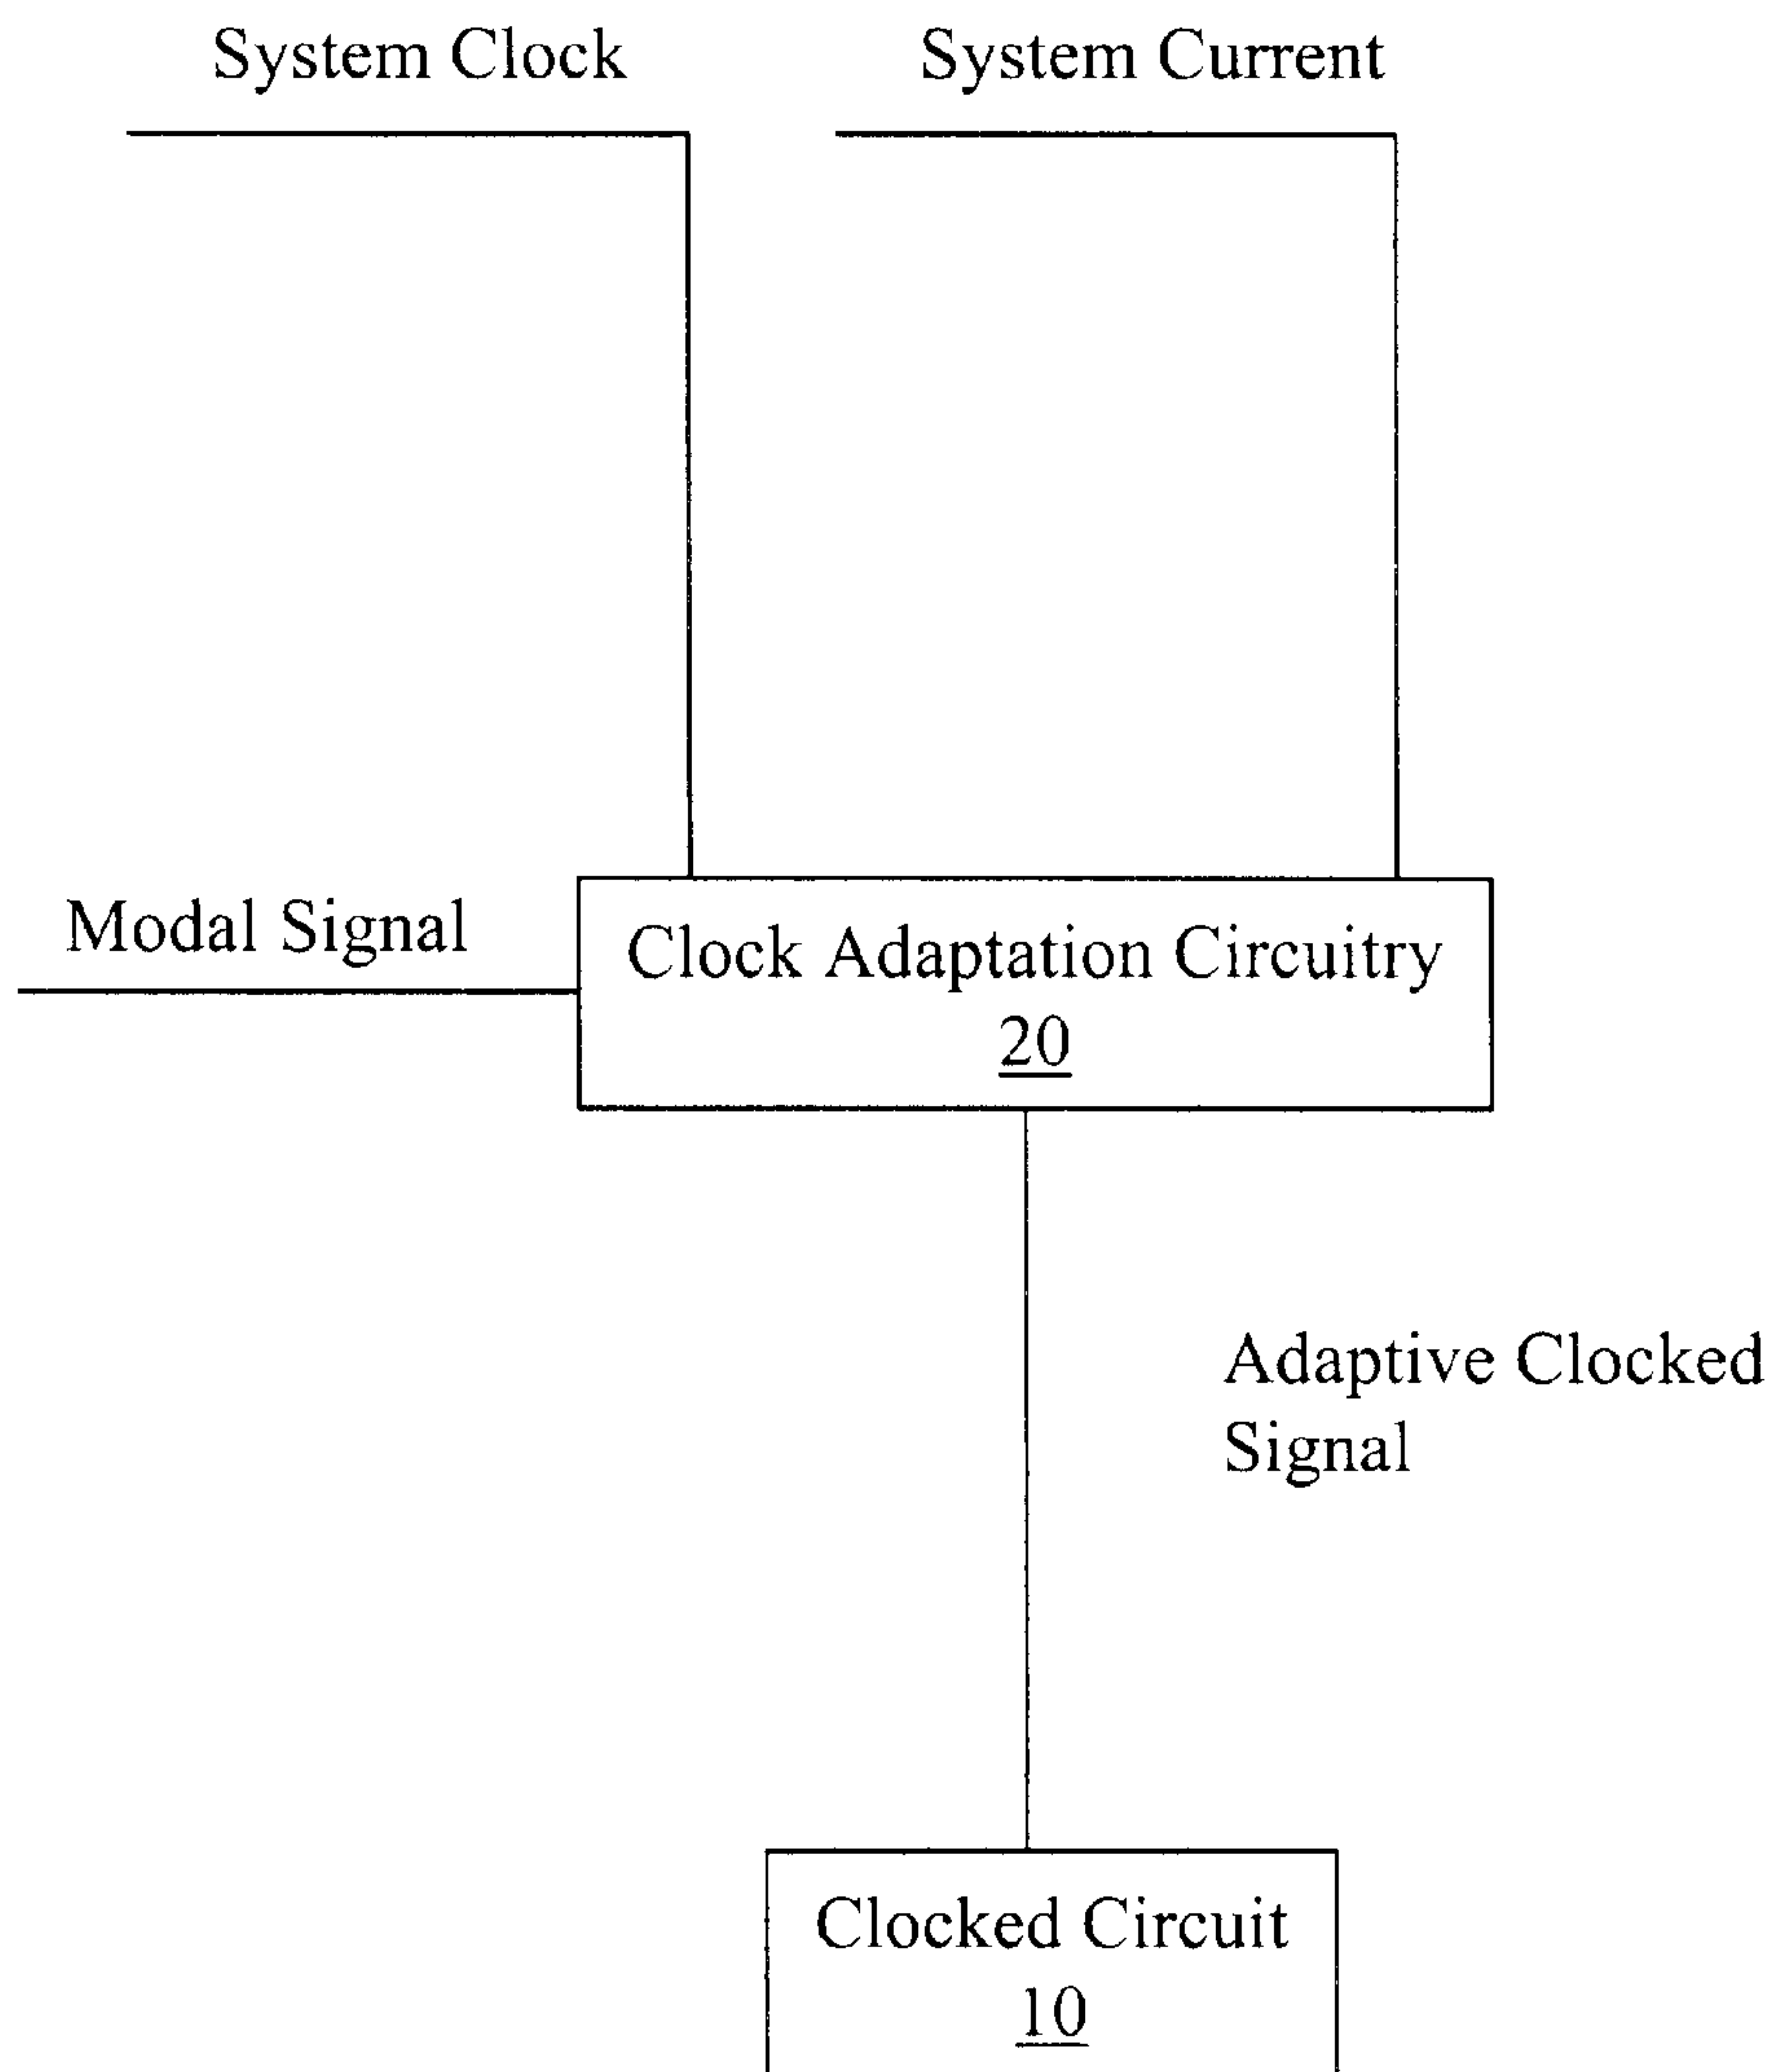 System Clock
System Current
Modal Signal
Clock Adaptation Circuitry
20
Adaptive Clocked
Signal
Clocked Circuit
10